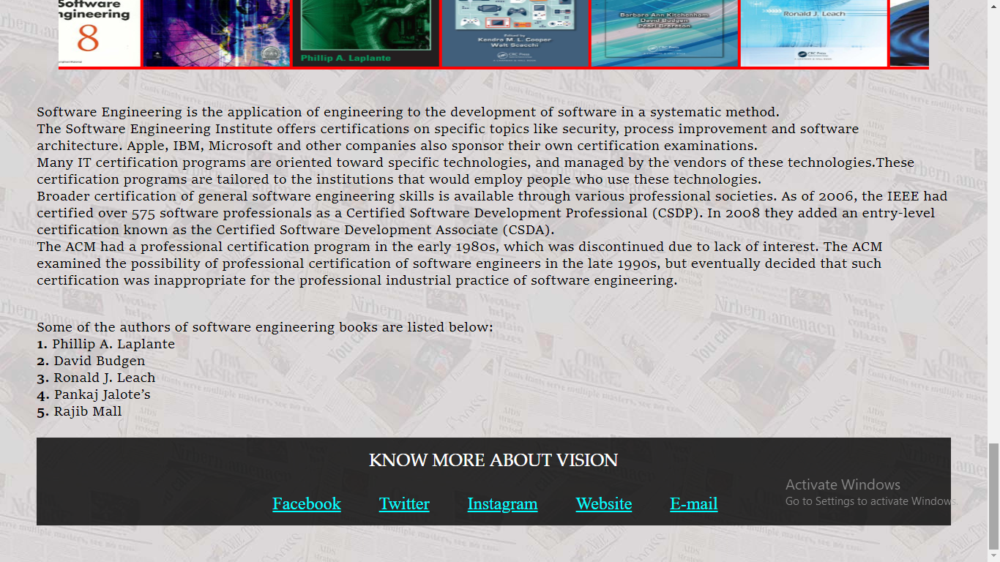 Software
ngineering
8
Phillip A. Laplante
Edited by
Kendra M. L. Cooper
Walt Scacchi
CRC Press
Barbara Ann Kitchenham
David Budgen
Pearl Brereton
CRC Press
Ronald J. Leach
CRC Press
Software Engineering is the application of engineering to the development of software in a systematic method.
The Software Engineering Institute offers certifications on specific topics like security, process improvement and software
architecture. Apple, IBM, Microsoft and other companies also sponsor their own certification examinations.
Many IT certification programs are oriented toward specific technologies, and managed by the vendors of these technologies.These
certification programs are tailored to the institutions that would employ people who use these technologies.
Broader certification of general software engineering skills is available through various professional societies. As of 2006, the IEEE had
certified over 575 software professionals as a Certified Software Development Professional (CSDP). In 2008 they added an entry-level
certification known as the Certified Software Development Associate (CSDA).
The ACM had a professional certification program in the early 1980s, which was discontinued due to lack of interest. The ACM
examined the possibility of professional certification of software engineers in the late 1990s, but eventually decided that such
certification was inappropriate for the professional industrial practice of software engineering.
Some of the authors of software engineering books are listed below:
1. Phillip A. Laplante
2. David Budgen
3. Ronald J. Leach
4. Pankaj Jalote’s
5. Rajib Mall
KNOW MORE ABOUT VISION
Facebook Twitter Instagram Website E-mail
Activate Windows
Go to Settings to activate Windows.